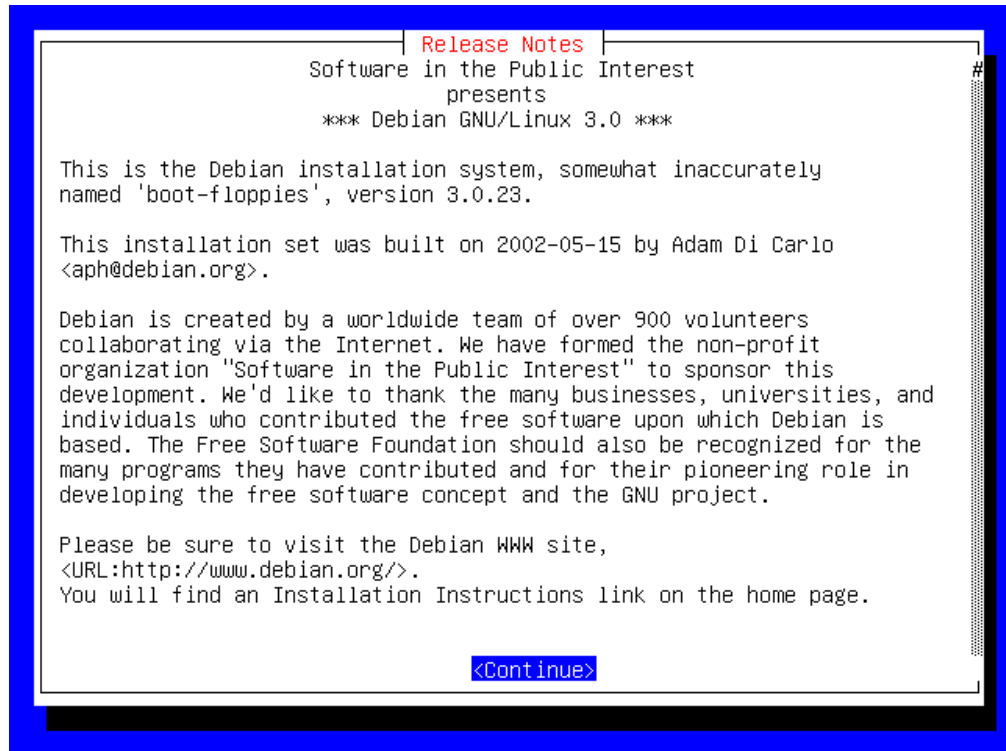 Release Notes
Software in the Public Interest
presents
*** Debian GNU/Linux 3.0 ***
This is the Debian installation system, somewhat inaccurately
named 'boot-floppies', version 3.0.23.
This installation set was built on 2002-05-15 by Adam Di Carlo
<aph@debian.org>.
Debian is created by a worldwide team of over 900 volunteers
collaborating via the Internet. We have formed the non-profit
organization "Software in the Public Interest" to sponsor this
development. We'd like to thank the many businesses, universities, and
individuals who contributed the free software upon which Debian is
based. The Free Software Foundation should also be recognized for the
many programs they have contributed and for their pioneering role in
developing the free software concept and the GNU project.
Please be sure to visit the Debian WWW site,
<URL:http://www.debian.org/>.
You will find an Installation Instructions link on the home page.
<Continue>